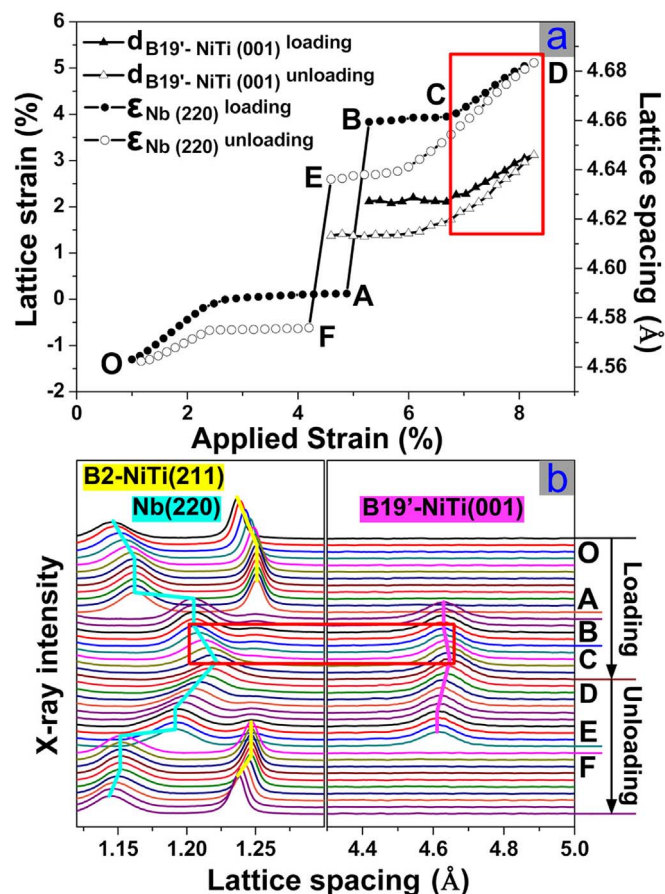 a
d B19'- NiTi (001) loading
d B19'- NiTi (001) unloading
ε Nb (220) loading
ε Nb (220) unloading
Lattice strain (%)
5
4
3
2
1
0
-1
-2
O
A
B
C
D
E
F
4.68
4.66
4.64
4.62
4.60
4.58
4.56
Lattice spacing (Å)
0 2 4 6 8
Applied Strain (%)
b
B2-NiTi(211)
Nb(220)
B19’-NiTi(001)
X-ray intensity
O
A
B
C
D
E
F
Loading
Unloading
1.15 1.20 1.25 4.4 4.6 4.8 5.0
Lattice spacing (Å)